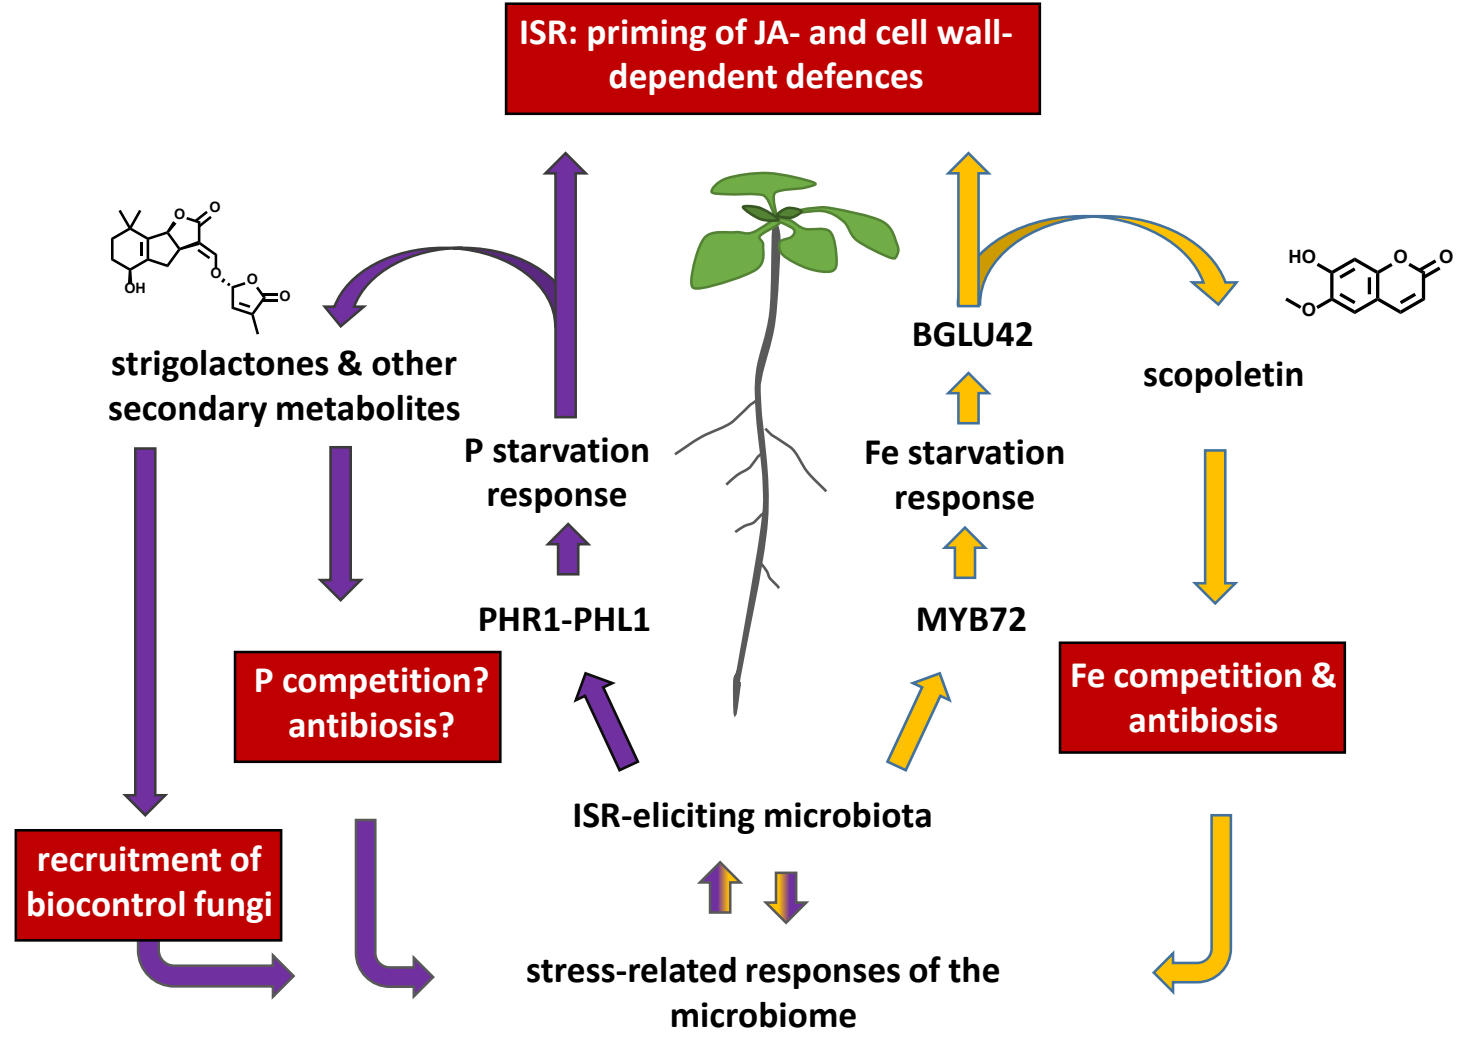 ISR: priming of JA- and cell wall-
dependent defences
O
O
O
OH
O
O
strigolactones & other
secondary metabolites
P starvation
response
PHR1-PHL1
P competition?
antibiosis?
recruitment of
biocontrol fungi
BGLU42
Fe starvation
response
MYB72
HO
O
O
O
scopoletin
Fe competition &
antibiosis
ISR-eliciting microbiota
stress-related responses of the
microbiome